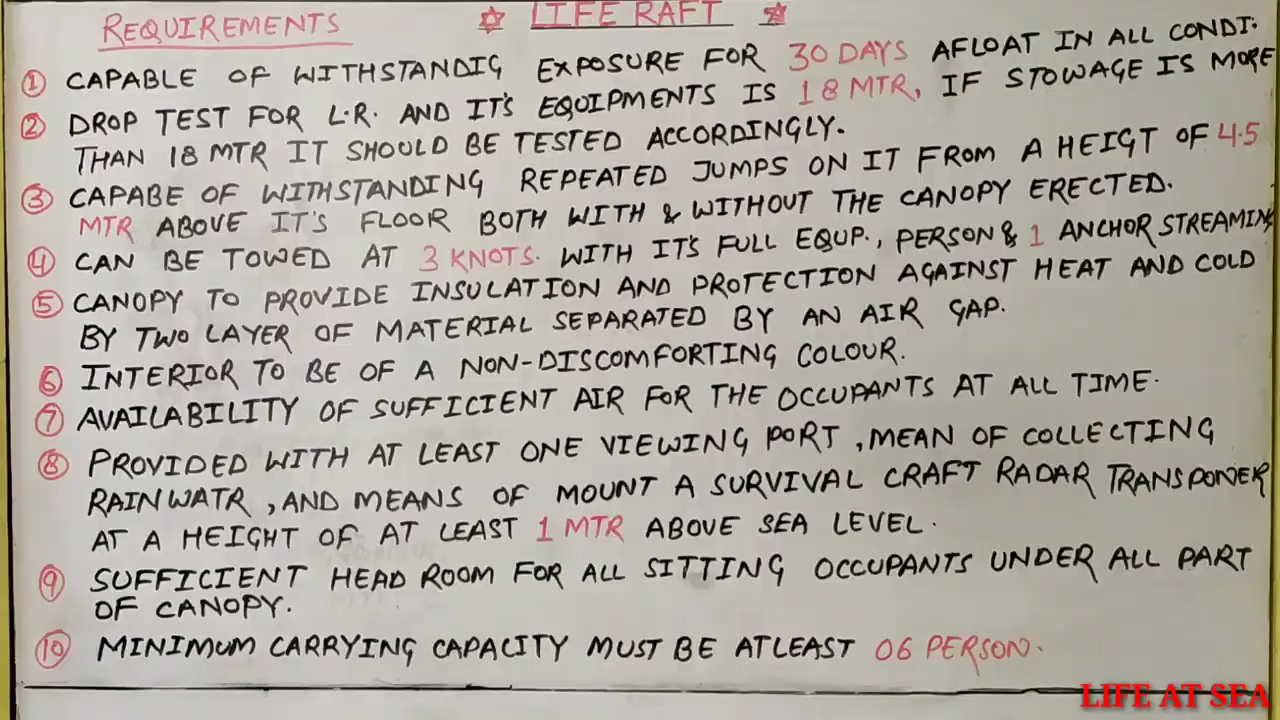 REQUIREMENTS
LIFE RAFT
① CAPABLE OF WITHSTANDIG EXPOSURE FOR 30 DAYS AFLOAT IN ALL CONDI.
② DROP TEST FOR L.R. AND IT'S EQUIPMENTS IS 18 MTR, IF STOWAGE IS MORE
THAN 18 MTR IT SHOULD BE TESTED ACCORDINGLY.
③ CAPABE OF WITHSTANDING REPEATED JUMPS ON IT FROM A HEIGT OF 4.5
MTR ABOVE IT'S FLOOR BOTH WITH & WITHOUT THE CANOPY ERECTED.
④ CAN BE TOWED AT 3 KNOTS. WITH IT'S FULL EQUP., PERSON & 1 ANCHOR STREAMING
⑤ CANOPY TO PROVIDE INSULATION AND PROTECTION AGAINST HEAT AND COLD
BY TWO LAYER OF MATERIAL SEPARATED BY AN AIR GAP.
⑥ INTERIOR TO BE OF A NON-DISCOMFORTING COLOUR.
⑦ AVAILABILITY OF SUFFICIENT AIR FOR THE OCCUPANTS AT ALL TIME.
⑧ PROVIDED WITH AT LEAST ONE VIEWING PORT, MEAN OF COLLECTING
RAINWATR, AND MEANS OF MOUNT A SURVIVAL CRAFT RADAR TRANSPONER
AT A HEIGHT OF AT LEAST 1 MTR ABOVE SEA LEVEL.
⑨ SUFFICIENT HEAD ROOM FOR ALL SITTING OCCUPANTS UNDER ALL PART
OF CANOPY.
⑩ MINIMUM CARRYING CAPACITY MUST BE ATLEAST 06 PERSON.
LIFE AT SEA